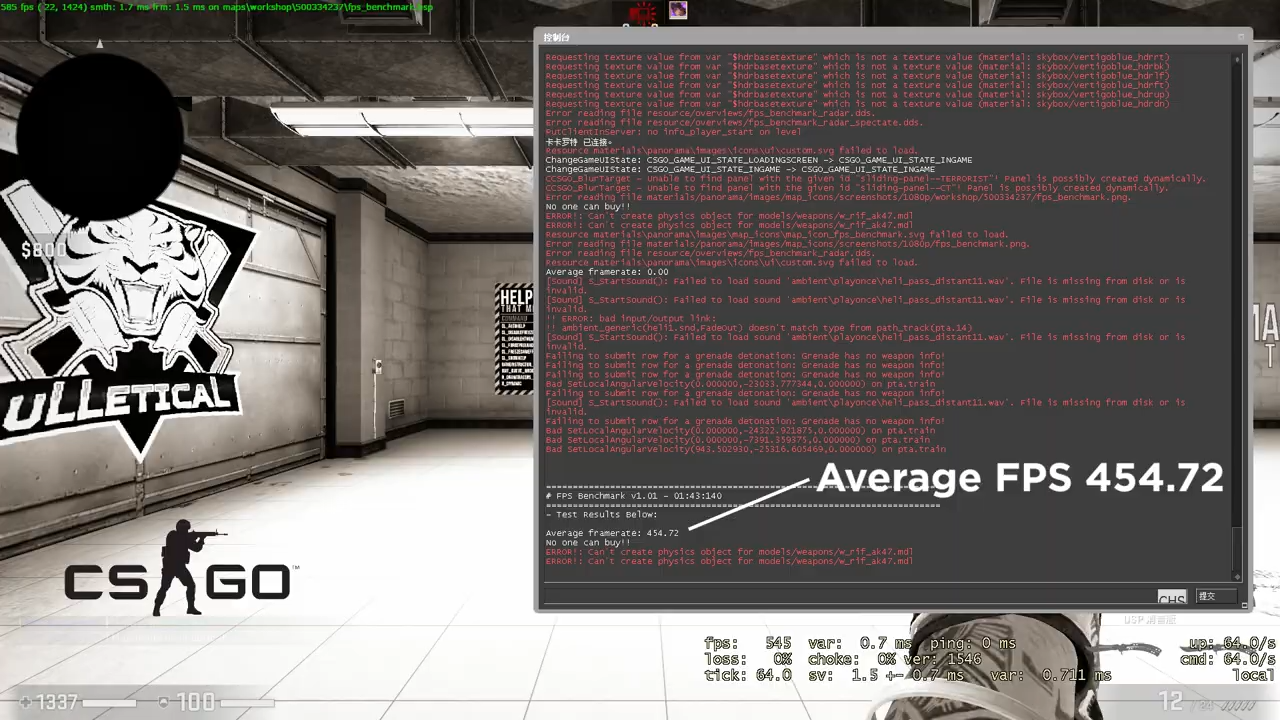 585 fps ( 22, 1424) smth: 1.7 ms frm: 1.5 ms on maps\workshop\500334237\fps_benchmark.bsp
控制台
Requesting texture value from var "$hdrbasetexture" which is not a texture value (material: skybox/vertigoblue_hdrrt)
Requesting texture value from var "$hdrbasetexture" which is not a texture value (material: skybox/vertigoblue_hdrbk)
Requesting texture value from var "$hdrbasetexture" which is not a texture value (material: skybox/vertigoblue_hdrlf)
Requesting texture value from var "$hdrbasetexture" which is not a texture value (material: skybox/vertigoblue_hdrft)
Requesting texture value from var "$hdrbasetexture" which is not a texture value (material: skybox/vertigoblue_hdrup)
Requesting texture value from var "$hdrbasetexture" which is not a texture value (material: skybox/vertigoblue_hdrdn)
Error reading file resource/overviews/fps_benchmark_radar.dds.
Error reading file resource/overviews/fps_benchmark_radar_spectate.dds.
PutClientInServer: no info_player_start on level
卡卡罗特 已连接。
Resource materials\panorama\images\icons\ui\custom.svg failed to load.
ChangeGameUIState: CSGO_GAME_UI_STATE_LOADINGSCREEN -> CSGO_GAME_UI_STATE_INGAME
ChangeGameUIState: CSGO_GAME_UI_STATE_INGAME -> CSGO_GAME_UI_STATE_INGAME
CCSGO_BlurTarget - Unable to find panel with the given id "sliding-panel--TERRORIST"! Panel is possibly created dynamically.
CCSGO_BlurTarget - Unable to find panel with the given id "sliding-panel--CT"! Panel is possibly created dynamically.
Error reading file materials/panorama/images/map_icons/screenshots/1080p/workshop/500334237/fps_benchmark.png.
No one can buy!!
ERROR!: Can't create physics object for models/weapons/w_rif_ak47.mdl
ERROR!: Can't create physics object for models/weapons/w_rif_ak47.mdl
Resource materials\panorama\images\map_icons\map_icon_fps_benchmark.svg failed to load.
Error reading file materials/panorama/images/map_icons/screenshots/1080p/fps_benchmark.png.
Error reading file resource/overviews/fps_benchmark_radar.dds.
Resource materials\panorama\images\icons\ui\custom.svg failed to load.
Average framerate: 0.00
[Sound] S_StartSound(): Failed to load sound 'ambient\playonce\heli_pass_distant11.wav'. File is missing from disk or is
invalid.
[Sound] S_StartSound(): Failed to load sound 'ambient\playonce\heli_pass_distant11.wav'. File is missing from disk or is
invalid.
!! ERROR: bad input/output link:
!! ambient_generic(heli1.snd,FadeOut) doesn't match type from path_track(pta.14)
[Sound] S_StartSound(): Failed to load sound 'ambient\playonce\heli_pass_distant11.wav'. File is missing from disk or is
invalid.
Failing to submit row for a grenade detonation: Grenade has no weapon info!
Failing to submit row for a grenade detonation: Grenade has no weapon info!
Failing to submit row for a grenade detonation: Grenade has no weapon info!
Bad SetLocalAngularVelocity(0.000000,-23033.777344,0.000000) on pta.train
Failing to submit row for a grenade detonation: Grenade has no weapon info!
[Sound] S_StartSound(): Failed to load sound 'ambient\playonce\heli_pass_distant11.wav'. File is missing from disk or is
invalid.
Failing to submit row for a grenade detonation: Grenade has no weapon info!
Bad SetLocalAngularVelocity(0.000000,-24322.921875,0.000000) on pta.train
Bad SetLocalAngularVelocity(0.000000,-7391.359375,0.000000) on pta.train
Bad SetLocalAngularVelocity(943.502930,-25316.605469,0.000000) on pta.train
# FPS Benchmark v1.01 - 01:43:140
- Test Results Below:
Average framerate: 454.72
No one can buy!!
ERROR!: Can't create physics object for models/weapons/w_rif_ak47.mdl
ERROR!: Can't create physics object for models/weapons/w_rif_ak47.mdl
CHS 提交
Average FPS 454.72
$800
HELP
THAT M
COMMAND
ULLETICAL
CS GO™
fps: 545 var: 0.7 ms ping: 0 ms
loss: 0% choke: 0% ver: 1546
tick: 64.0 sv: 1.5 +- 0.7 ms var: 0.711 ms
up: 64.0/s
cmd: 64.0/s
local
USP 消音版
1337 100
12